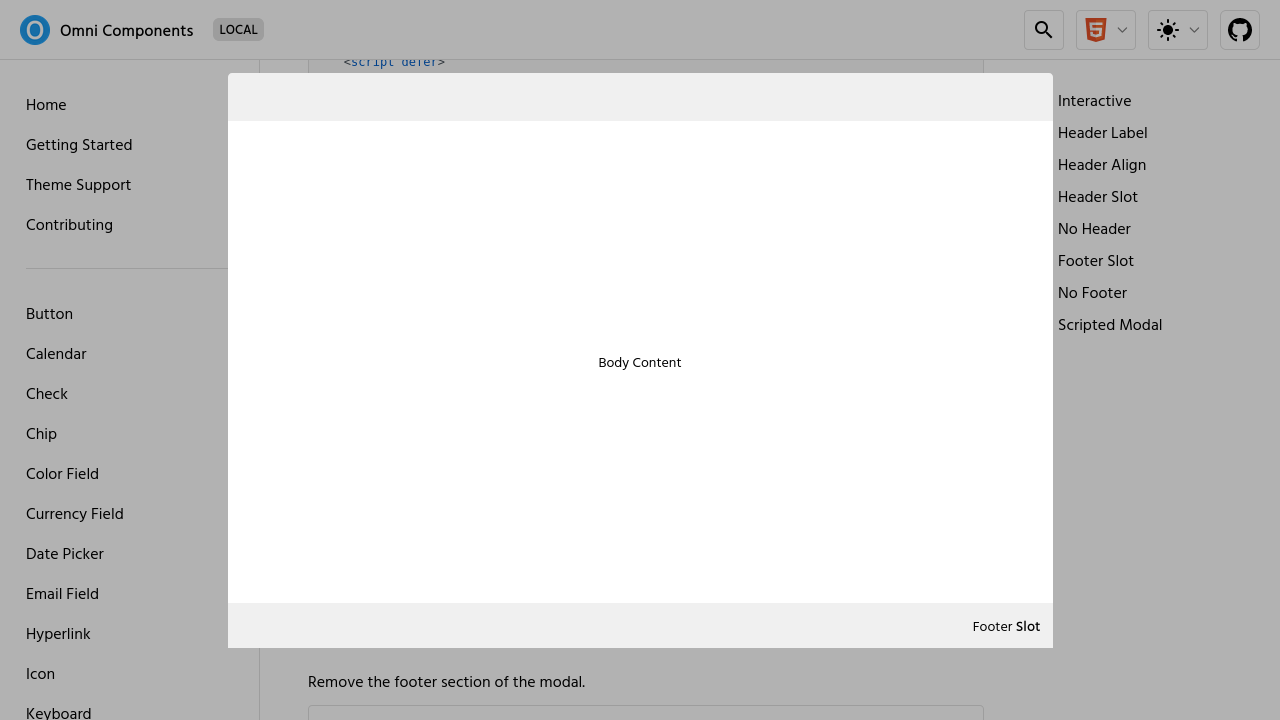 Omni Components
LOCAL
<script defer>
Home
Getting Started
Theme Support
Contributing
Button
Calendar
Check
Chip
Color Field
Currency Field
Date Picker
Email Field
Hyperlink
Icon
Keyboard
Body Content
Footer Slot
Remove the footer section of the modal.
Interactive
Header Label
Header Align
Header Slot
No Header
Footer Slot
No Footer
Scripted Modal